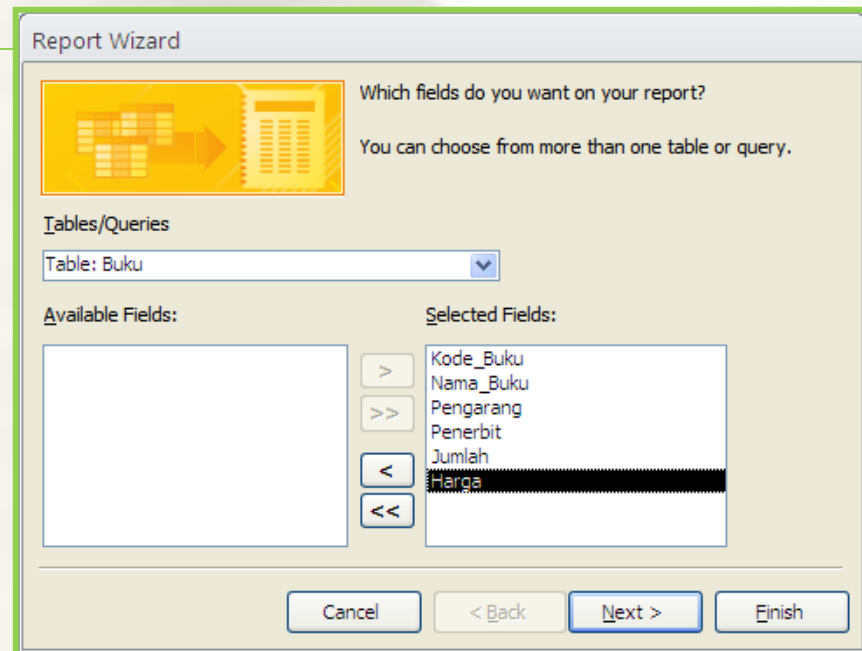 Report Wizard
Which fields do you want on your report?
You can choose from more than one table or query.
Tables/Queries
Table: Buku
Available Fields:
Selected Fields:
>
>>
<
<<
Kode_Buku
Nama_Buku
Pengarang
Penerbit
Jumlah
Harga
Cancel
< Back
Next >
Finish